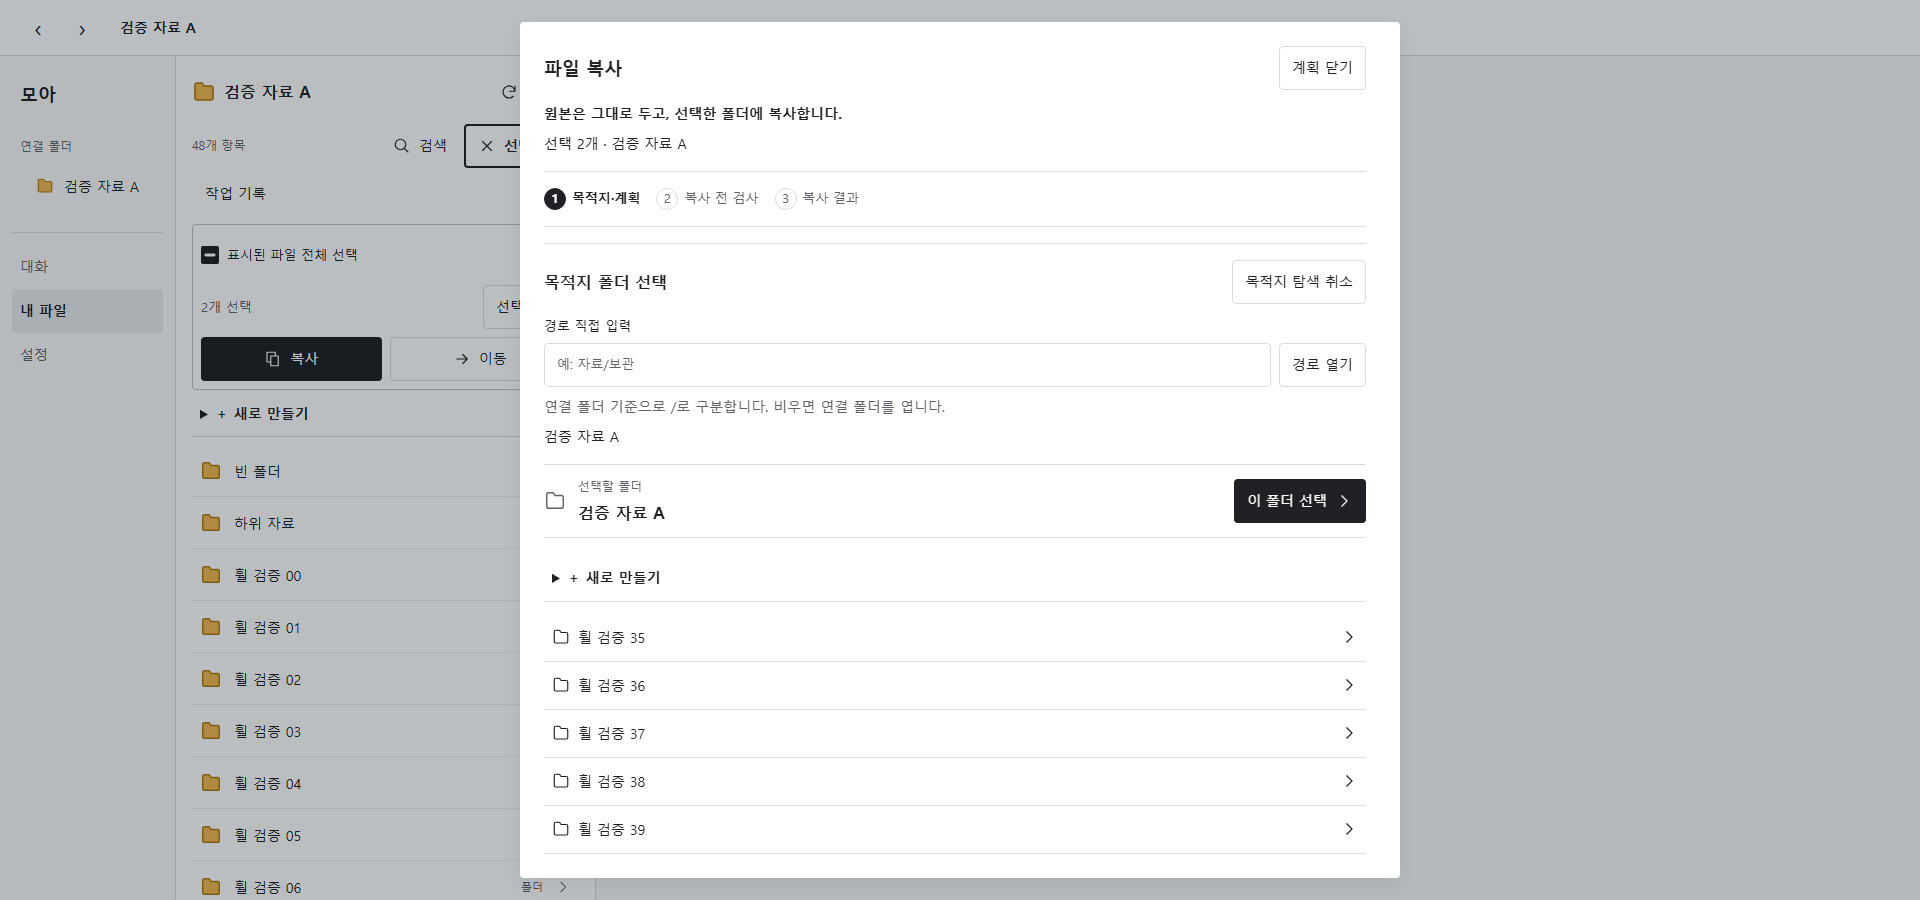 검증 자료 A
모아
연결 폴더
검증 자료 A
대화
내 파일
설정
검증 자료 A
48개 항목
검색
작업 기록
표시된 파일 전체 선택
2개 선택
선택
복사
이동
+ 새로 만들기
빈 폴더
하위 자료
휠 검증 00
휠 검증 01
휠 검증 02
휠 검증 03
휠 검증 04
휠 검증 05
휠 검증 06
폴더
파일 복사
계획 닫기
원본은 그대로 두고, 선택한 폴더에 복사합니다.
선택 2개 · 검증 자료 A
1 목적지·계획
2 복사 전 검사
3 복사 결과
목적지 폴더 선택
목적지 탐색 취소
경로 직접 입력
예: 자료/보관
경로 열기
연결 폴더 기준으로 /로 구분합니다. 비우면 연결 폴더를 엽니다.
검증 자료 A
선택할 폴더
검증 자료 A
이 폴더 선택
+ 새로 만들기
휠 검증 35
휠 검증 36
휠 검증 37
휠 검증 38
휠 검증 39